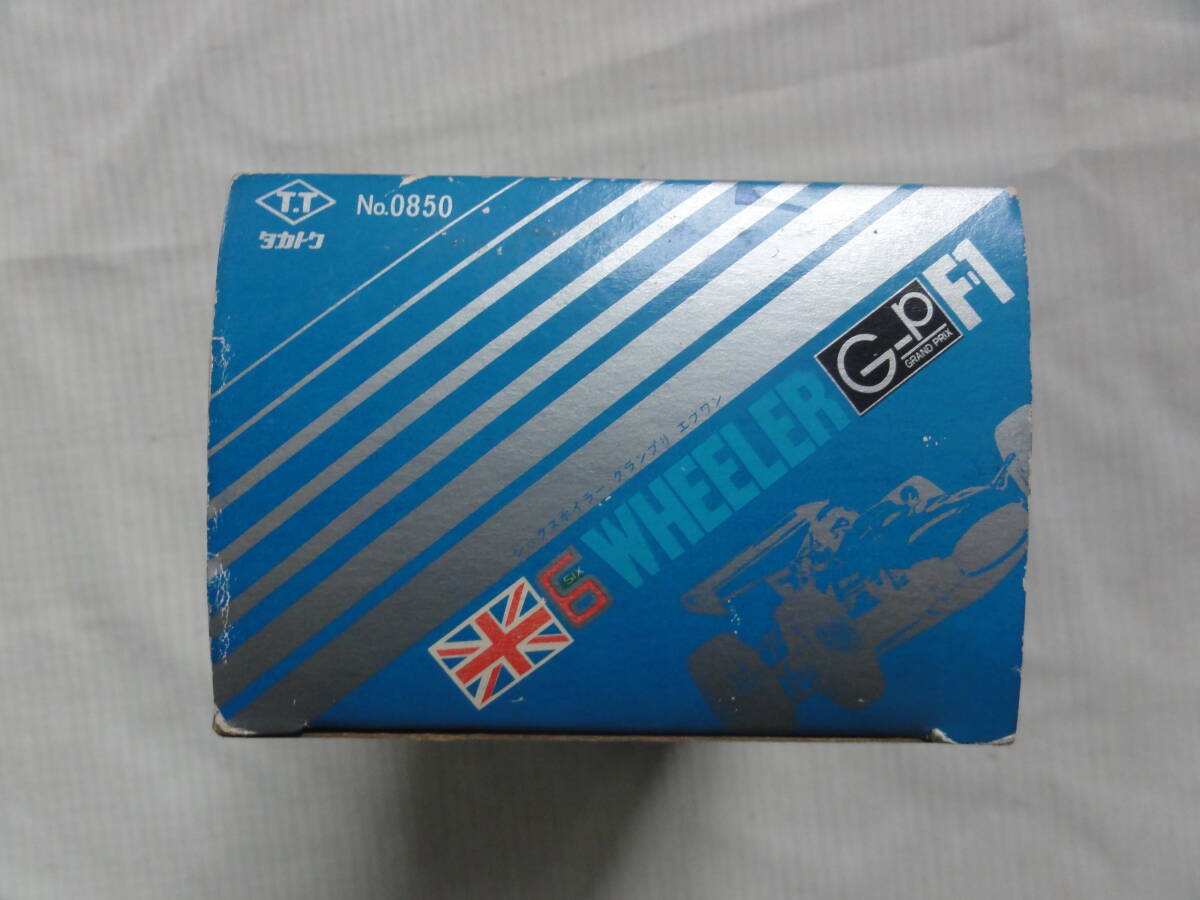 T.T
タカトク
No.0850
シックスホイラー グランプリ エフワン
6 SIX WHEELER
G-p
GRAND PRIX
F-1